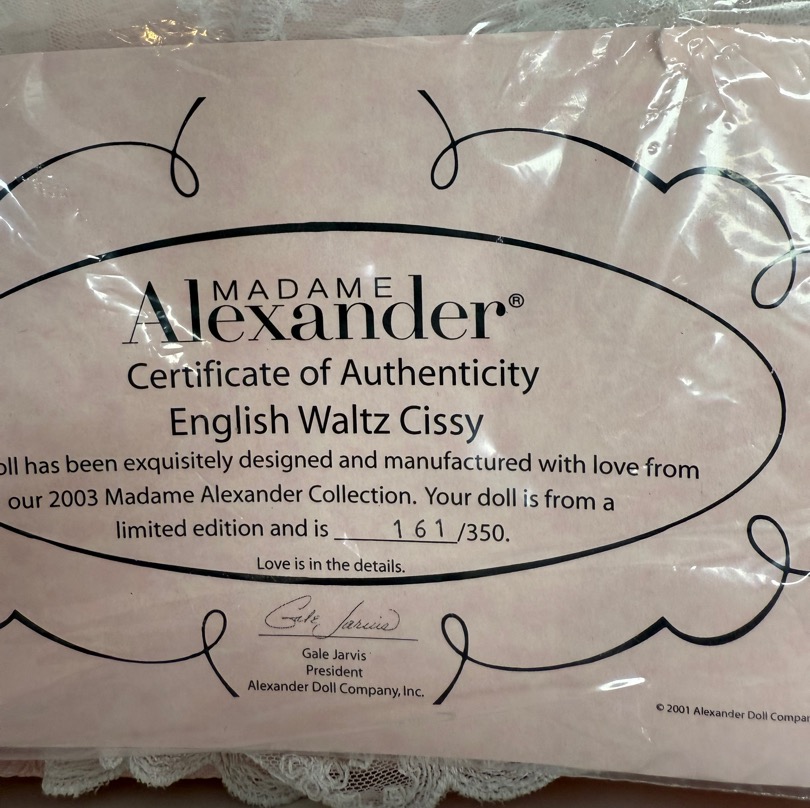 MADAME
Alexander®
Certificate of Authenticity
English Waltz Cissy
has been exquisitely designed and manufactured with love from
our 2003 Madame Alexander Collection. Your doll is from a
limited edition and is 161/350.
Love is in the details.
Gale Jarvis
Gale Jarvis
President
Alexander Doll Company, Inc.
© 2001 Alexander Doll